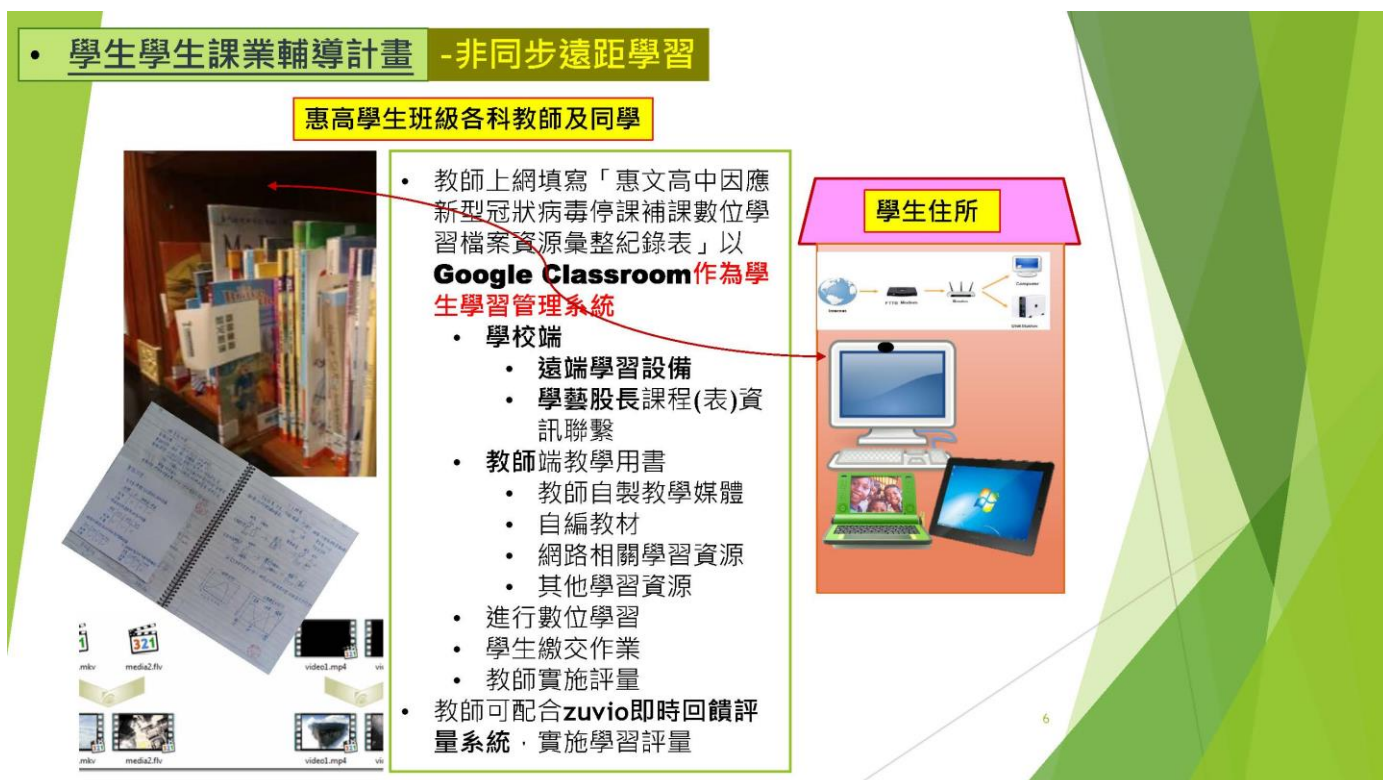 • 學生學生課業輔導計畫 -非同步遠距學習
惠高學生班級各科教師及同學
• 教師上網填寫「惠文高中因應
新型冠狀病毒停課補課數位學
習檔案資源彙整紀錄表」以
Google Classroom作為學
生學習管理系統
• 學校端
• 遠端學習設備
• 學藝股長課程(表)資
訊聯繫
• 教師端教學用書
• 教師自製教學媒體
• 自編教材
• 網路相關學習資源
• 其他學習資源
• 進行數位學習
• 學生繳交作業
• 教師實施評量
• 教師可配合zuvio即時回饋評
量系統，實施學習評量
學生住所
Computer
Internet
321
.mkv
media2.flv
video1.mp4
.mkv
media2.flv
video1.mp4
6